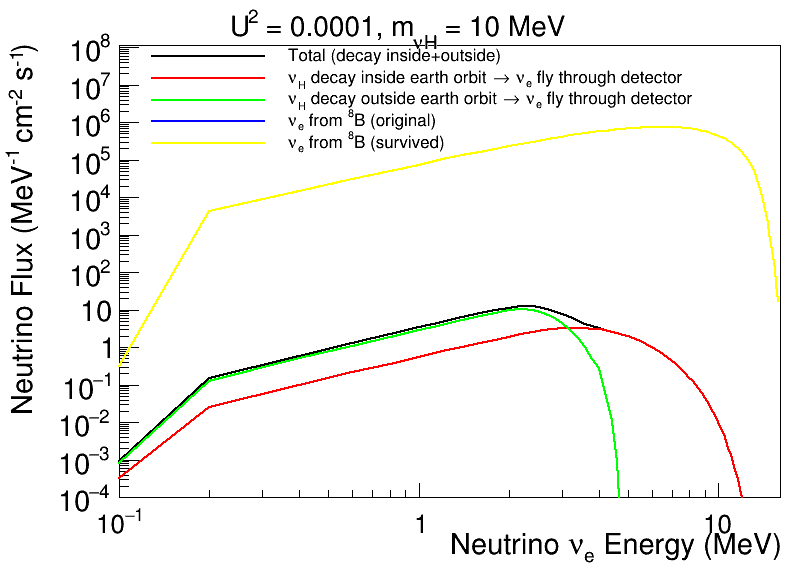 U² = 0.0001, m_νH = 10 MeV
Total (decay inside+outside)
ν_H decay inside earth orbit → ν_e fly through detector
ν_H decay outside earth orbit → ν_e fly through detector
ν_e from ⁸B (original)
ν_e from ⁸B (survived)
Neutrino Flux (MeV⁻¹ cm⁻² s⁻¹)
10⁸
10⁷
10⁶
10⁵
10⁴
10³
10²
10
1
10⁻¹
10⁻²
10⁻³
10⁻⁴
10⁻¹ 1 10
Neutrino ν_e Energy (MeV)